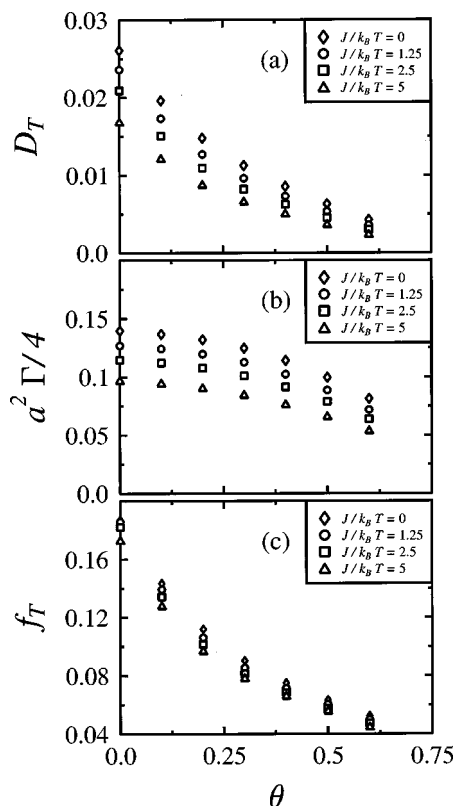 (a)
J/k_B T = 0
J/k_B T = 1.25
J/k_B T = 2.5
J/k_B T = 5
D_T
0.03
0.02
0.01
0.0
(b)
J/k_B T = 0
J/k_B T = 1.25
J/k_B T = 2.5
J/k_B T = 5
a² Γ/4
0.15
0.1
0.05
0.0
(c)
J/k_B T = 0
J/k_B T = 1.25
J/k_B T = 2.5
J/k_B T = 5
f_T
0.16
0.12
0.08
0.04
0.0 0.25 0.5 0.75
θ